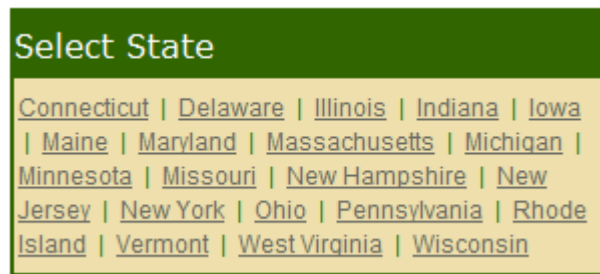 Select State
Connecticut | Delaware | Illinois | Indiana | Iowa
| Maine | Maryland | Massachusetts | Michigan |
Minnesota | Missouri | New Hampshire | New
Jersey | New York | Ohio | Pennsylvania | Rhode
Island | Vermont | West Virginia | Wisconsin